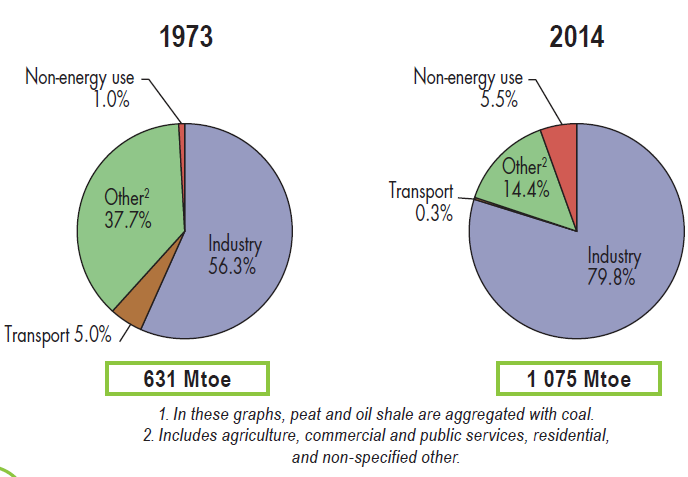 1973
Non-energy use
1.0%
Other²
37.7%
Industry
56.3%
Transport 5.0%
631 Mtoe
2014
Non-energy use
5.5%
Other²
14.4%
Transport
0.3%
Industry
79.8%
1 075 Mtoe
1. In these graphs, peat and oil shale are aggregated with coal.
2. Includes agriculture, commercial and public services, residential,
and non-specified other.